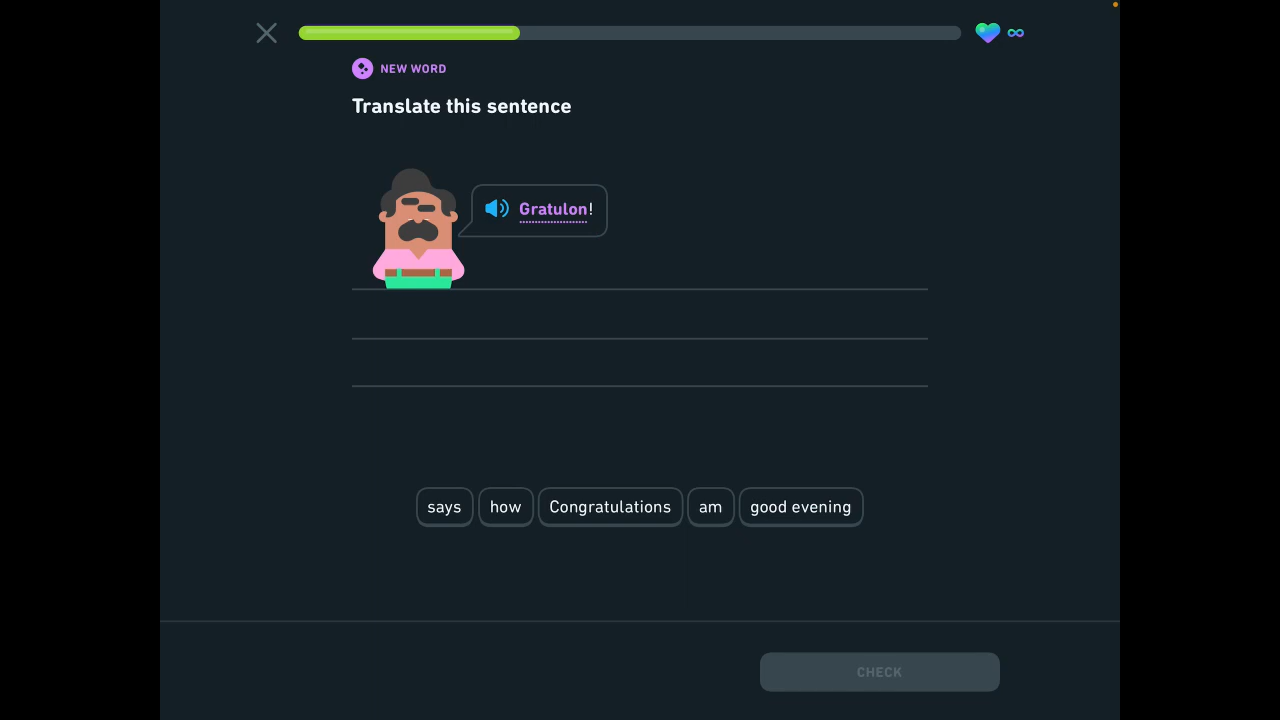 NEW WORD
Translate this sentence
Gratulon!
says how Congratulations am good evening
CHECK